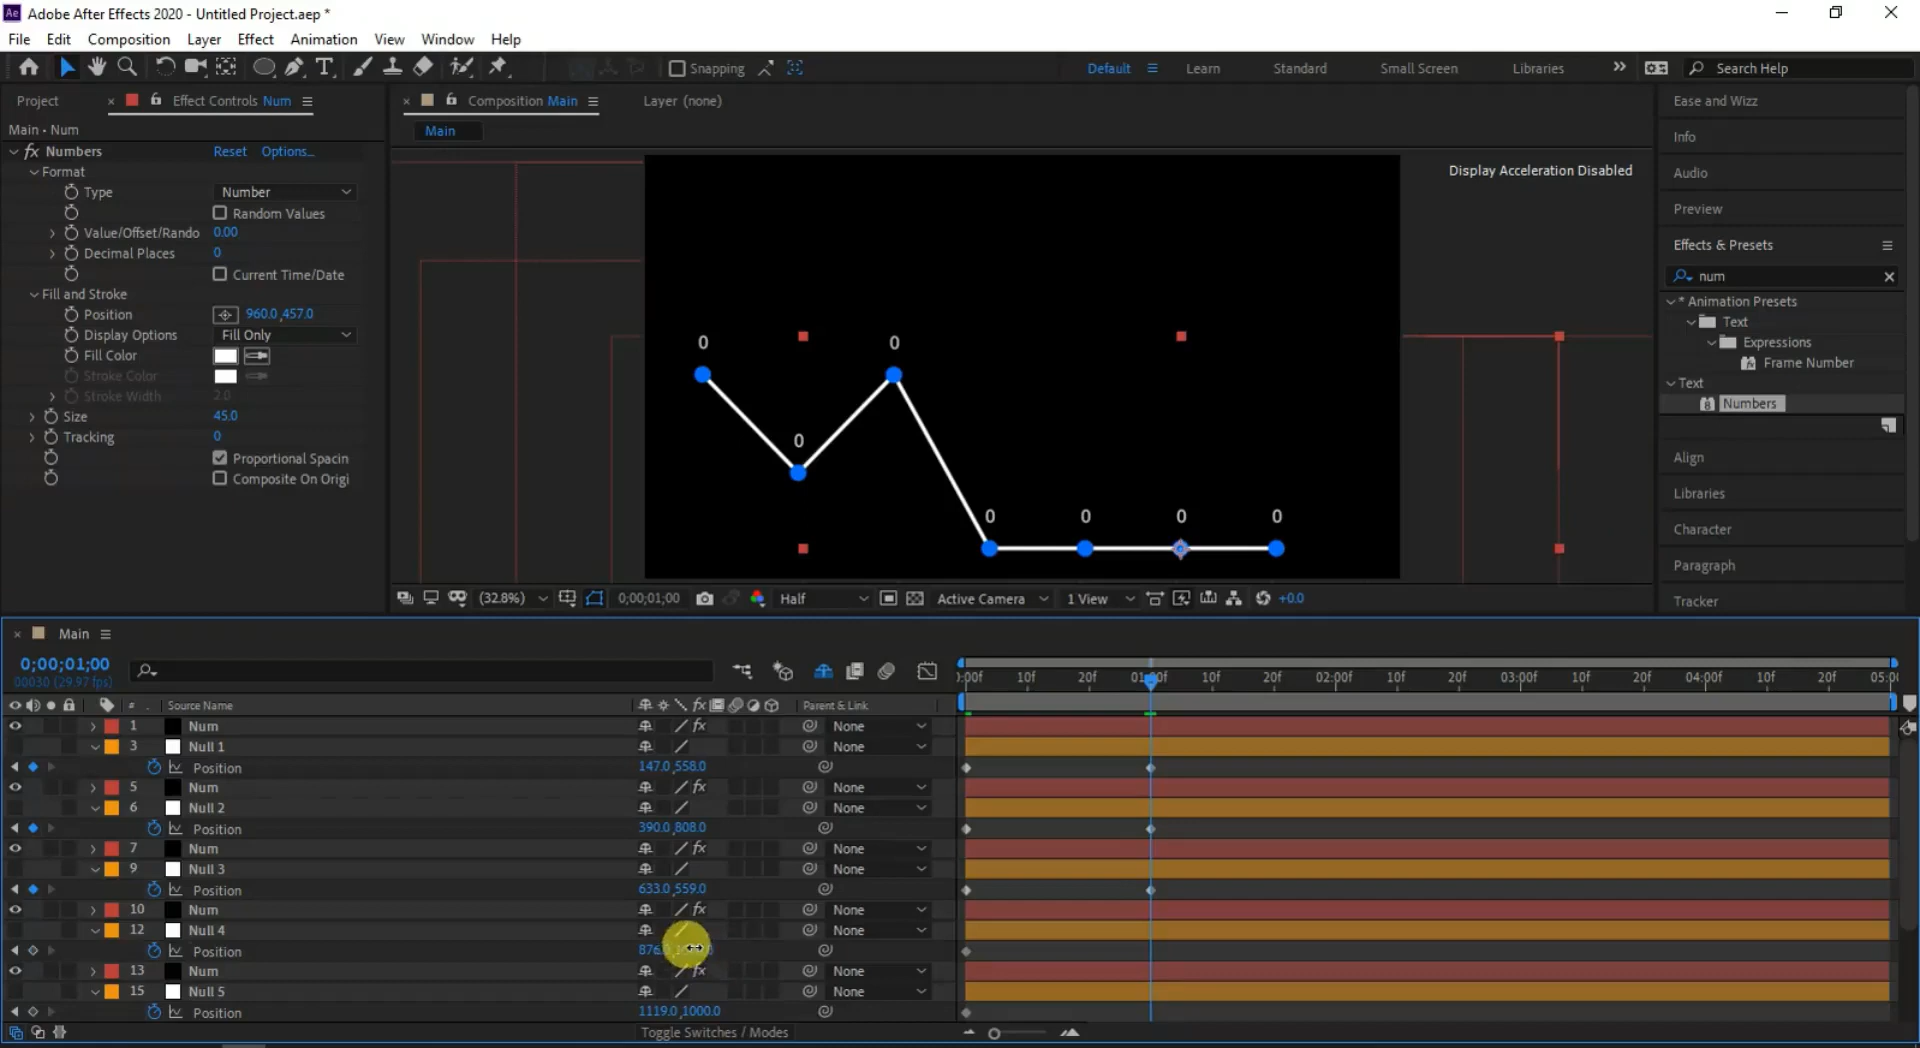 Adobe After Effects 2020 - Untitled Project.aep *
File Edit Composition Layer Effect Animation View Window Help
Snapping Default Learn Standard Small Screen Libraries Search Help
Project Effect Controls Num Composition Main Layer (none)
Main • Num
Main
Numbers Reset Options...
Format
Type Number
Random Values
Value/Offset/Rando 0.00
Decimal Places 0
Current Time/Date
Fill and Stroke
Position 960.0 ,457.0
Display Options Fill Only
Fill Color
Stroke Color
Stroke Width 2.0
Size 45.0
Tracking 0
Proportional Spacin
Composite On Origi
Display Acceleration Disabled
0 0
0
0 0 0 0
(32.8%) 0;00;01;00 Half Active Camera 1 View +0.0
Ease and Wizz
Info
Audio
Preview
Effects & Presets
num
* Animation Presets
Text
Expressions
Frame Number
Text
Numbers
Align
Libraries
Character
Paragraph
Tracker
Main
0;00;01;00
00030 (29.97 fps)
):00f 10f 20f 01:00f 10f 20f 02:00f 10f 20f 03:00f 10f 20f 04:00f 10f 20f 05:0
# . Source Name Parent & Link
1 Num None
3 Null 1 None
Position 147.0 ,558.0
5 Num None
6 Null 2 None
Position 390.0 ,808.0
7 Num None
9 Null 3 None
Position 633.0 ,559.0
10 Num None
12 Null 4 None
Position 876
13 Num None
15 Null 5 None
Position 1119.0 ,1000.0
Toggle Switches / Modes